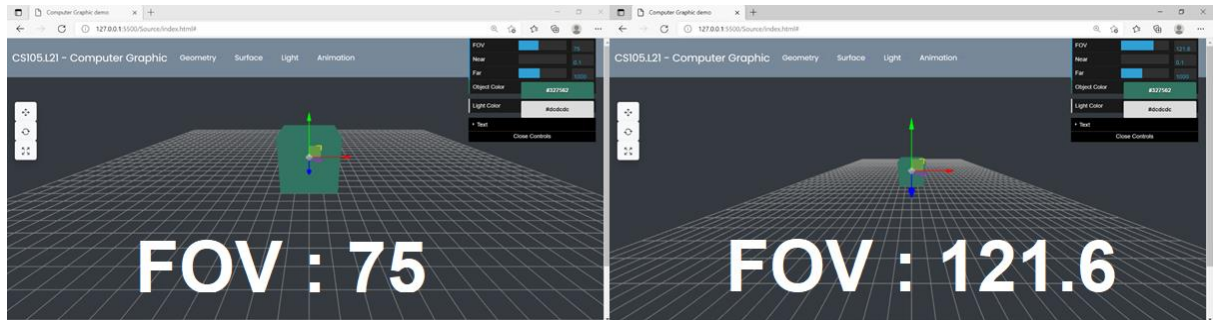 Computer Graphic demo
127.0.0.1:5500/Source/index.html#
CS105.L21 - Computer Graphic Geometry Surface Light Animation
FOV 75
Near 0.1
Far 1000
Object Color #327562
Light Color #dcdcdc
Text
Close Controls
FOV : 75
Computer Graphic demo
127.0.0.1:5500/Source/index.html#
CS105.L21 - Computer Graphic Geometry Surface Light Animation
FOV 121.6
Near 0.1
Far 1000
Object Color #327562
Light Color #dcdcdc
Text
Close Controls
FOV : 121.6